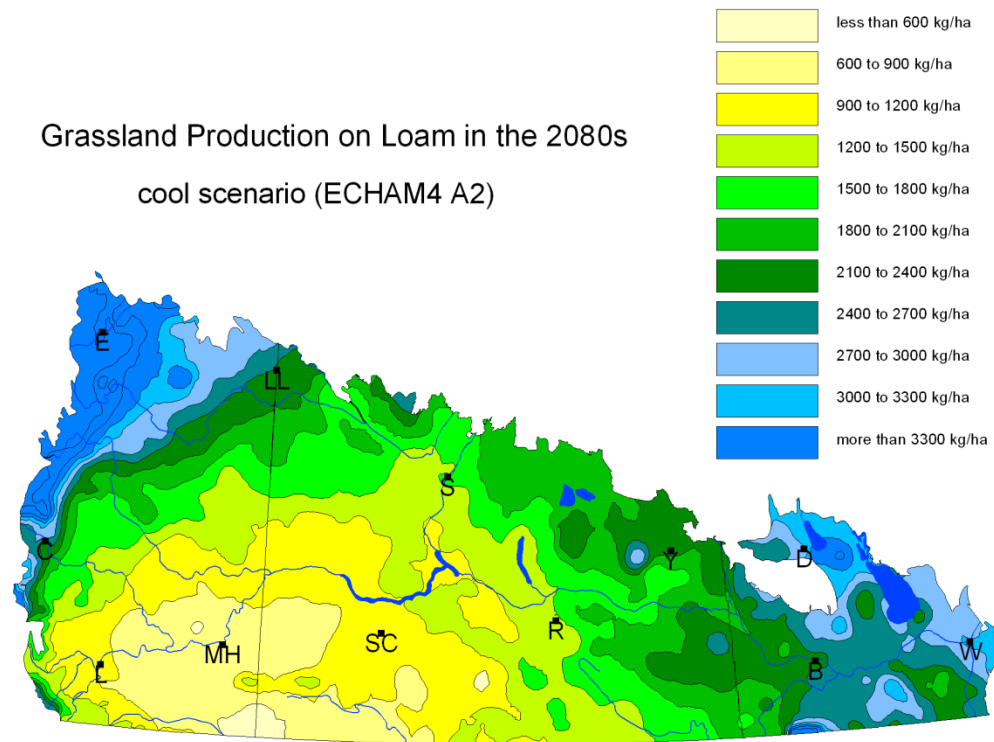 less than 600 kg/ha
600 to 900 kg/ha
900 to 1200 kg/ha
Grassland Production on Loam in the 2080s
1200 to 1500 kg/ha
cool scenario (ECHAM4 A2)
1500 to 1800 kg/ha
1800 to 2100 kg/ha
2100 to 2400 kg/ha
2400 to 2700 kg/ha
2700 to 3000 kg/ha
3000 to 3300 kg/ha
more than 3300 kg/ha
E
LL
S
C
Y
D
R
SC
MH
W
L
B